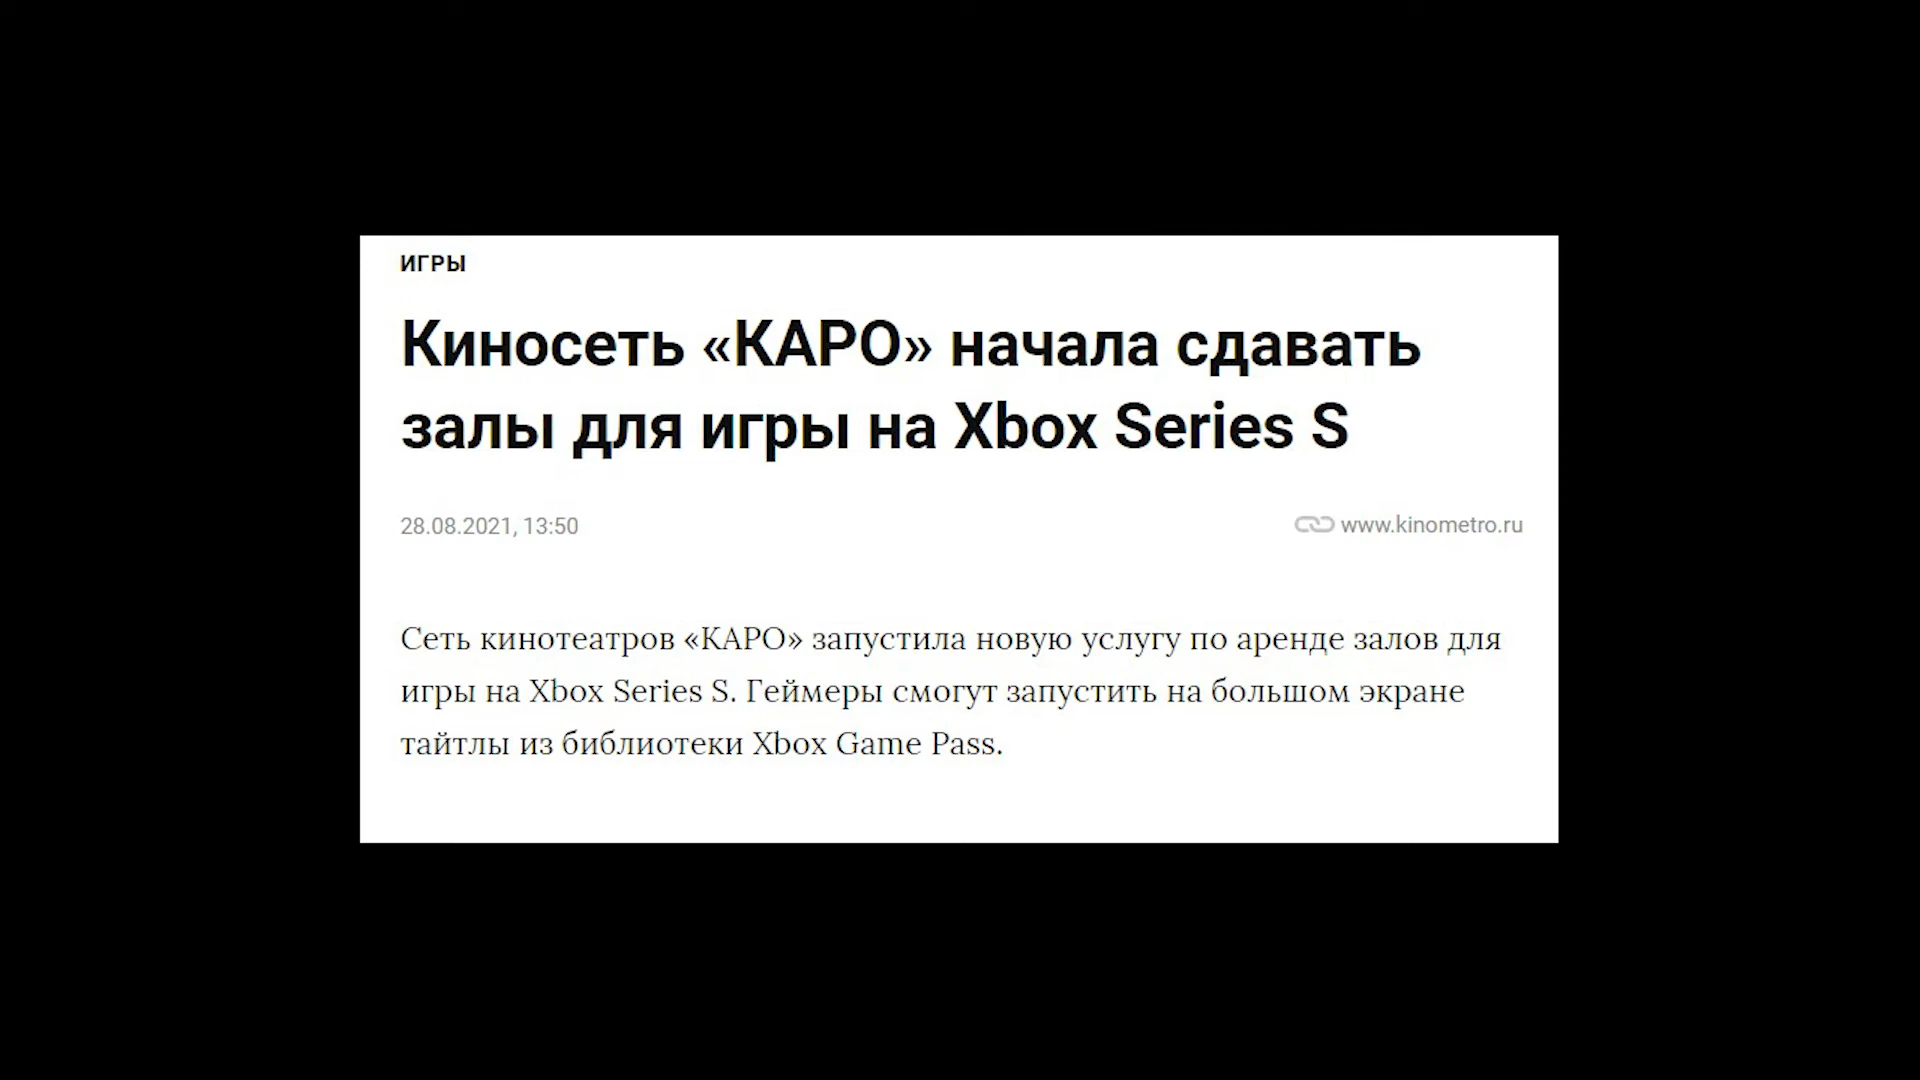 ИГРЫ
Киносеть «КАРО» начала сдавать
залы для игры на Xbox Series S
28.08.2021, 13:50
www.kinometro.ru
Сеть кинотеатров «КАРО» запустила новую услугу по аренде залов для
игры на Xbox Series S. Геймеры смогут запустить на большом экране
тайтлы из библиотеки Xbox Game Pass.